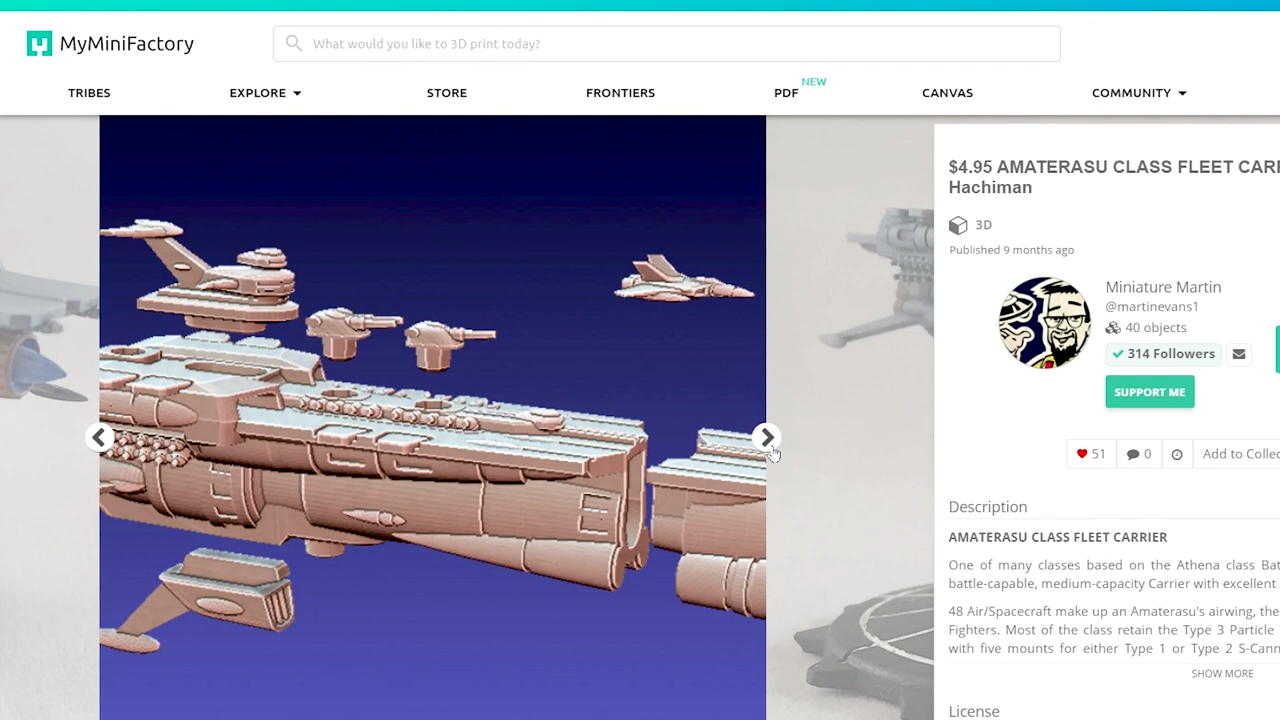 MyMiniFactory
What would you like to 3D print today?
TRIBES
EXPLORE
STORE
FRONTIERS
PDF
NEW
CANVAS
COMMUNITY
$4.95 AMATERASU CLASS FLEET CARR
Hachiman
3D
Published 9 months ago
Miniature Martin
@martinevans1
40 objects
314 Followers
SUPPORT ME
51
0
Add to Collec
Description
AMATERASU CLASS FLEET CARRIER
One of many classes based on the Athena class Bat
battle-capable, medium-capacity Carrier with excellent
48 Air/Spacecraft make up an Amaterasu's airwing, the
Fighters. Most of the class retain the Type 3 Particle
with five mounts for either Type 1 or Type 2 S-Cann
SHOW MORE
License